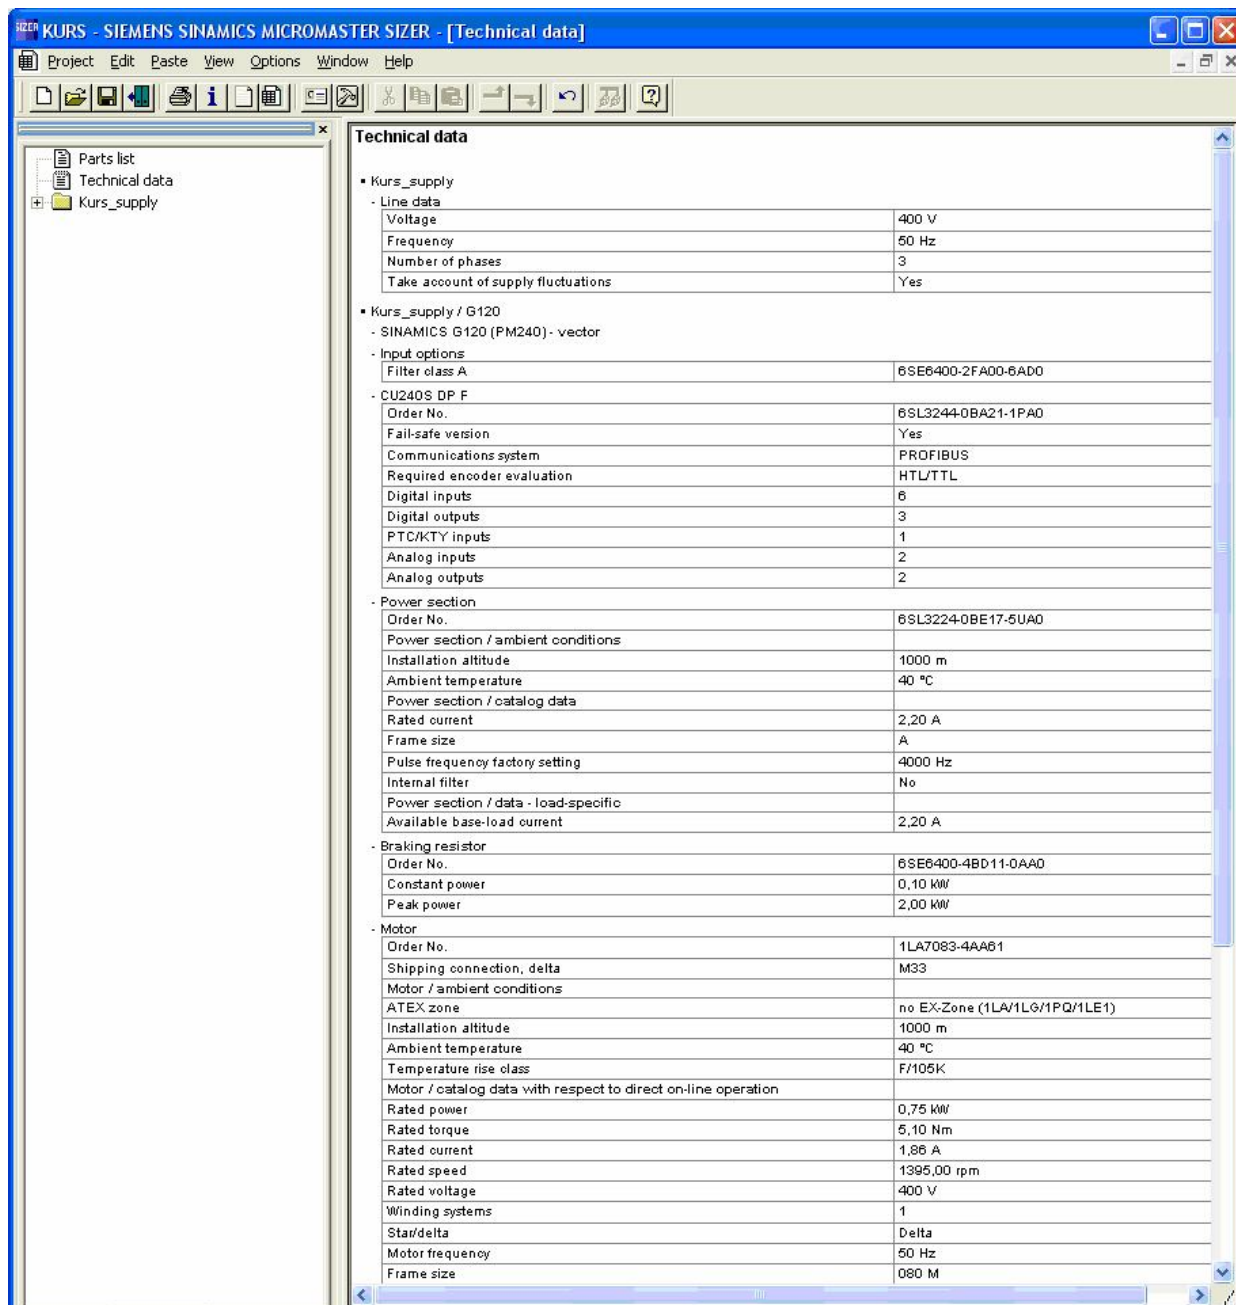 KURS - SIEMENS SINAMICS MICROMASTER SIZER - [Technical data]
Project Edit Paste View Options Window Help
Parts list
Technical data
Kurs_supply
Technical data
▪ Kurs_supply
- Line data
Voltage 400 V
Frequency 50 Hz
Number of phases 3
Take account of supply fluctuations Yes
▪ Kurs_supply / G120
- SINAMICS G120 (PM240) - vector
- Input options
Filter class A 6SE6400-2FA00-6AD0
- CU240S DP F
Order No. 6SL3244-0BA21-1PA0
Fail-safe version Yes
Communications system PROFIBUS
Required encoder evaluation HTL/TTL
Digital inputs 6
Digital outputs 3
PTC/KTY inputs 1
Analog inputs 2
Analog outputs 2
- Power section
Order No. 6SL3224-0BE17-5UA0
Power section / ambient conditions
Installation altitude 1000 m
Ambient temperature 40 °C
Power section / catalog data
Rated current 2,20 A
Frame size A
Pulse frequency factory setting 4000 Hz
Internal filter No
Power section / data - load-specific
Available base-load current 2,20 A
- Braking resistor
Order No. 6SE6400-4BD11-0AA0
Constant power 0,10 kW
Peak power 2,00 kW
- Motor
Order No. 1LA7083-4AA61
Shipping connection, delta M33
Motor / ambient conditions
ATEX zone no EX-Zone (1LA/1LG/1PQ/1LE1)
Installation altitude 1000 m
Ambient temperature 40 °C
Temperature rise class F/105K
Motor / catalog data with respect to direct on-line operation
Rated power 0,75 kW
Rated torque 5,10 Nm
Rated current 1,86 A
Rated speed 1395,00 rpm
Rated voltage 400 V
Winding systems 1
Star/delta Delta
Motor frequency 50 Hz
Frame size 080 M